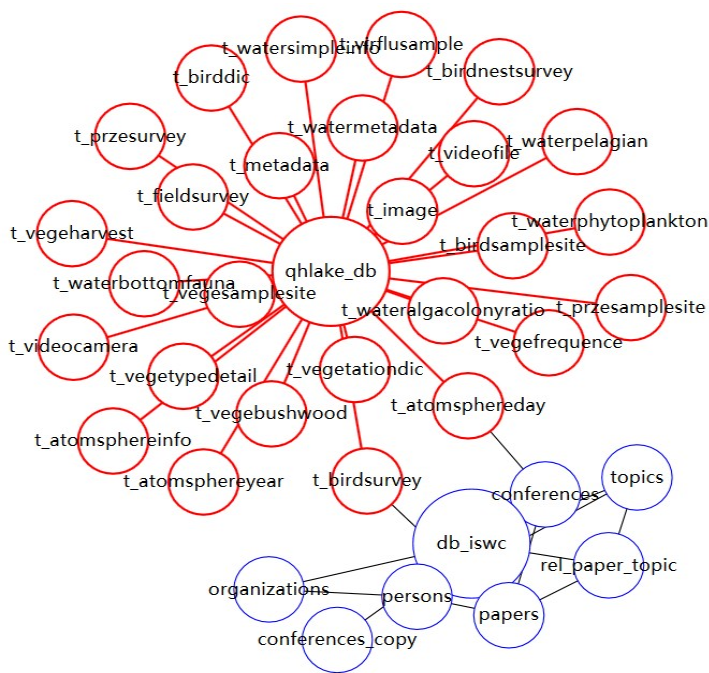 t_watersimpleinfo
t_virflusample
t_birddic
t_birdnestsurvey
t_watermetadata
t_przesurvey
t_videofile
t_waterpelagian
t_metadata
t_fieldsurvey
t_image
t_waterphytoplankton
t_vegeharvest
t_birdsamplesite
qhlake_db
t_waterbottomfauna
t_vegesamplesite
t_wateralgacolonyratio
t_przesamplesite
t_videocamera
t_vegefrequence
t_vegetypedetail
t_vegetationdic
t_vegebushwood
t_atomsphereday
t_atomsphereinfo
t_atomsphereyear
t_birdsurvey
topics
conferences
db_iswc
rel_paper_topic
organizations
persons
papers
conferences_copy